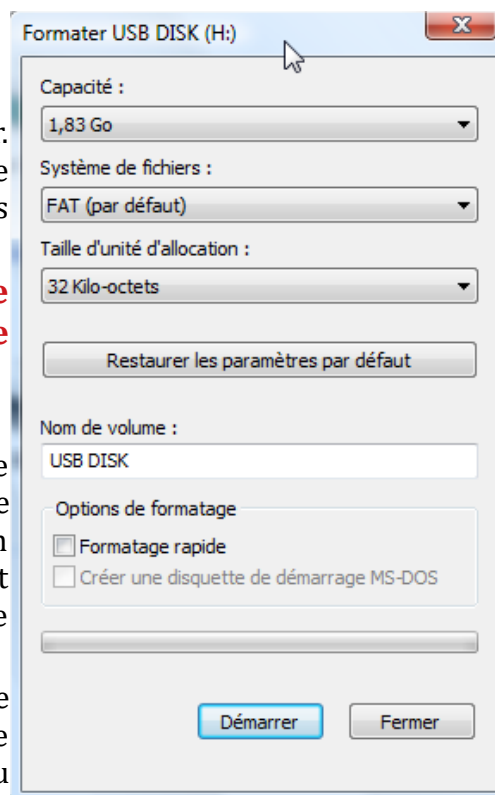 Formater USB DISK (H:)
Capacité :
1,83 Go
Système de fichiers :
FAT (par défaut)
Taille d'unité d'allocation :
32 Kilo-octets
Restaurer les paramètres par défaut
Nom de volume :
USB DISK
Options de formatage
Formatage rapide
Créer une disquette de démarrage MS-DOS
Démarrer Fermer